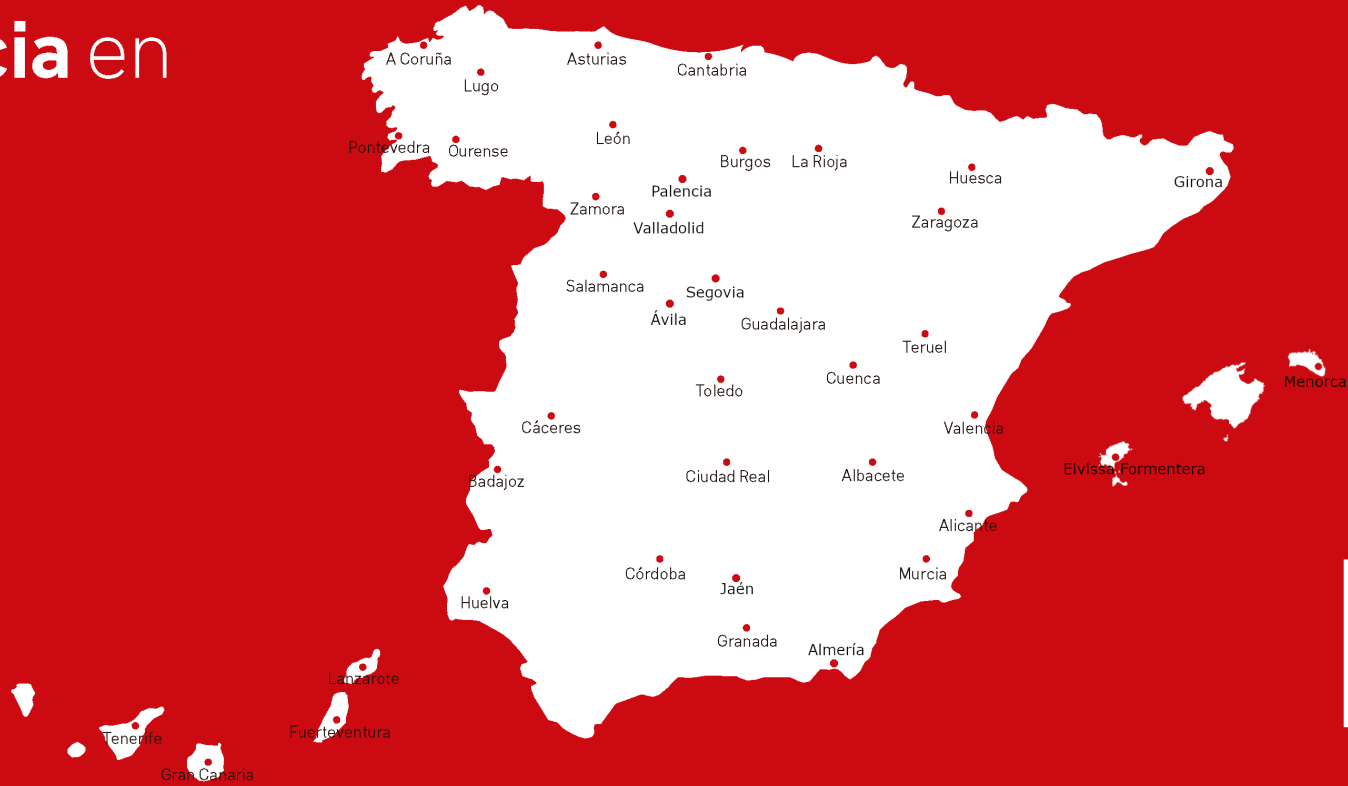 cia en
A Coruña
Asturias
Cantabria
Lugo
León
Pontevedra
Ourense
Burgos
La Rioja
Huesca
Girona
Palencia
Zamora
Valladolid
Zaragoza
Salamanca
Segovia
Ávila
Guadalajara
Teruel
Cuenca
Toledo
Menorca
Cáceres
Valencia
Badajoz
Ciudad Real
Albacete
Eivissa Formentera
Alicante
Córdoba
Jaén
Murcia
Huelva
Granada
Almería
Lanzarote
Fuerteventura
Tenerife
Gran Canaria